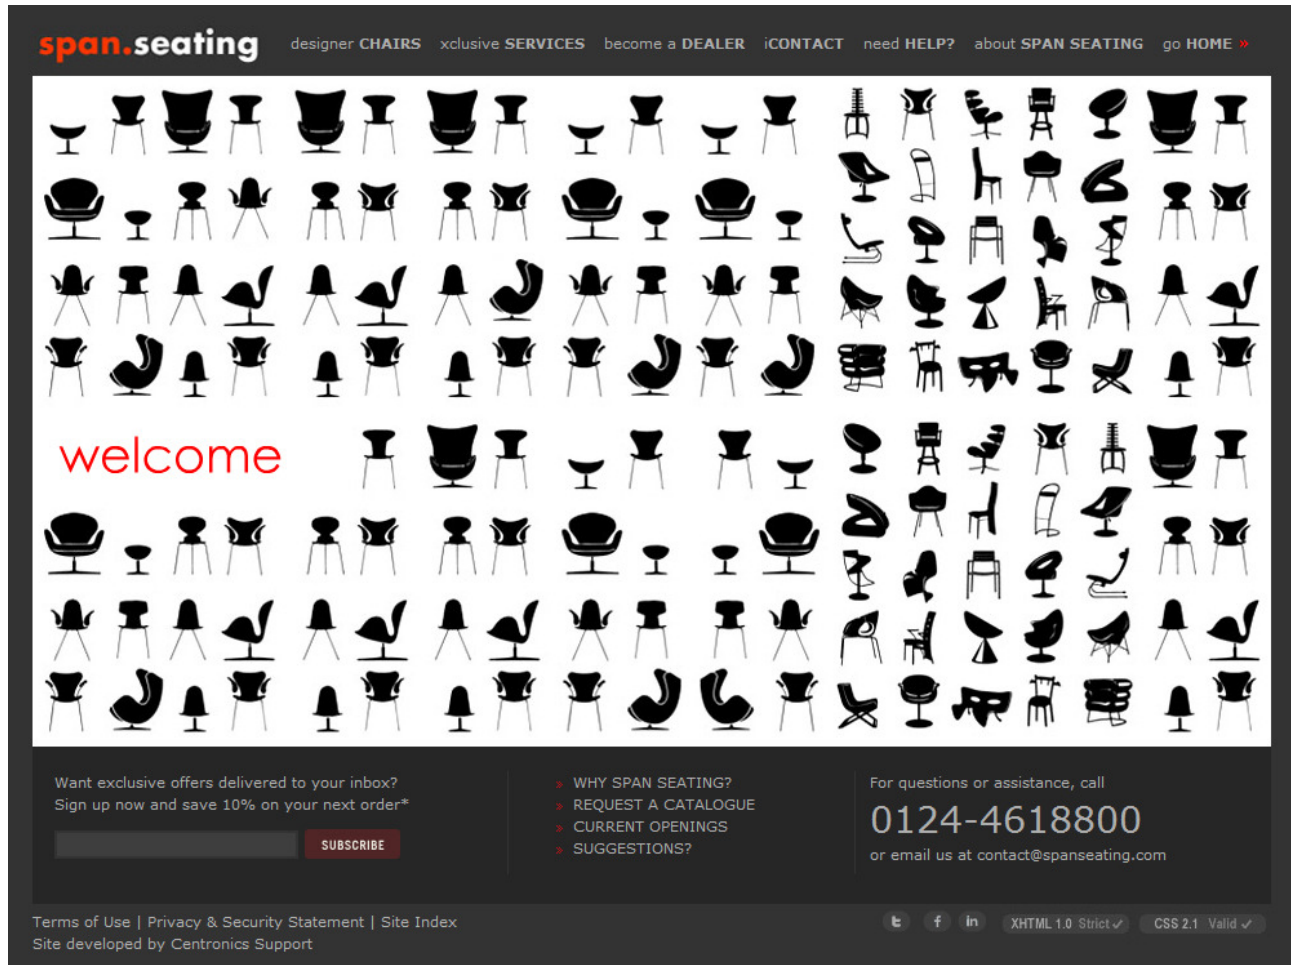 span.seating
designer CHAIRS xclusive SERVICES become a DEALER iCONTACT need HELP? about SPAN SEATING go HOME »
welcome
Want exclusive offers delivered to your inbox?
Sign up now and save 10% on your next order*
SUBSCRIBE
» WHY SPAN SEATING?
» REQUEST A CATALOGUE
» CURRENT OPENINGS
» SUGGESTIONS?
For questions or assistance, call
0124-4618800
or email us at contact@spanseating.com
Terms of Use | Privacy & Security Statement | Site Index
Site developed by Centronics Support
t f in XHTML 1.0 Strict ✓ CSS 2.1 Valid ✓